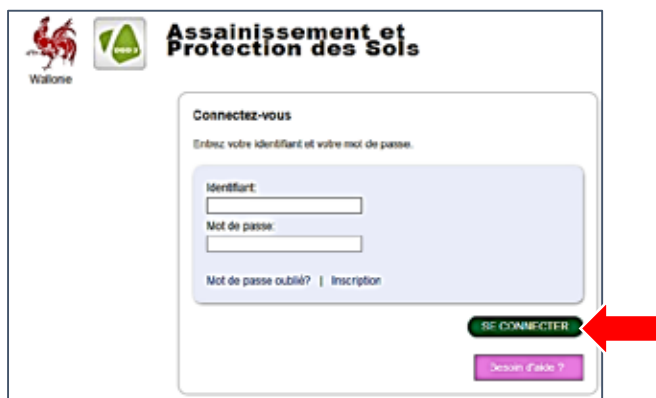 Assainissement et
Protection des Sols
Wallonie
Connectez-vous
Entrez votre identifiant et votre mot de passe.
Identifiant:
Mot de passe:
Mot de passe oublié? | Inscription
SE CONNECTER
Besoin d'aide ?